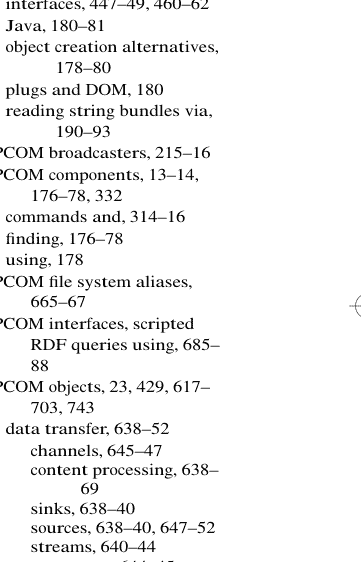 interfaces, 447–49, 460–62
Java, 180–81
object creation alternatives,
178–80
plugs and DOM, 180
reading string bundles via,
190–93
PCOM broadcasters, 215–16
PCOM components, 13–14,
176–78, 332
commands and, 314–16
finding, 176–78
using, 178
PCOM file system aliases,
665–67
PCOM interfaces, scripted
RDF queries using, 685–
88
PCOM objects, 23, 429, 617–
703, 743
data transfer, 638–52
channels, 645–47
content processing, 638–
69
sinks, 638–40
sources, 638–40, 647–52
streams, 640–44